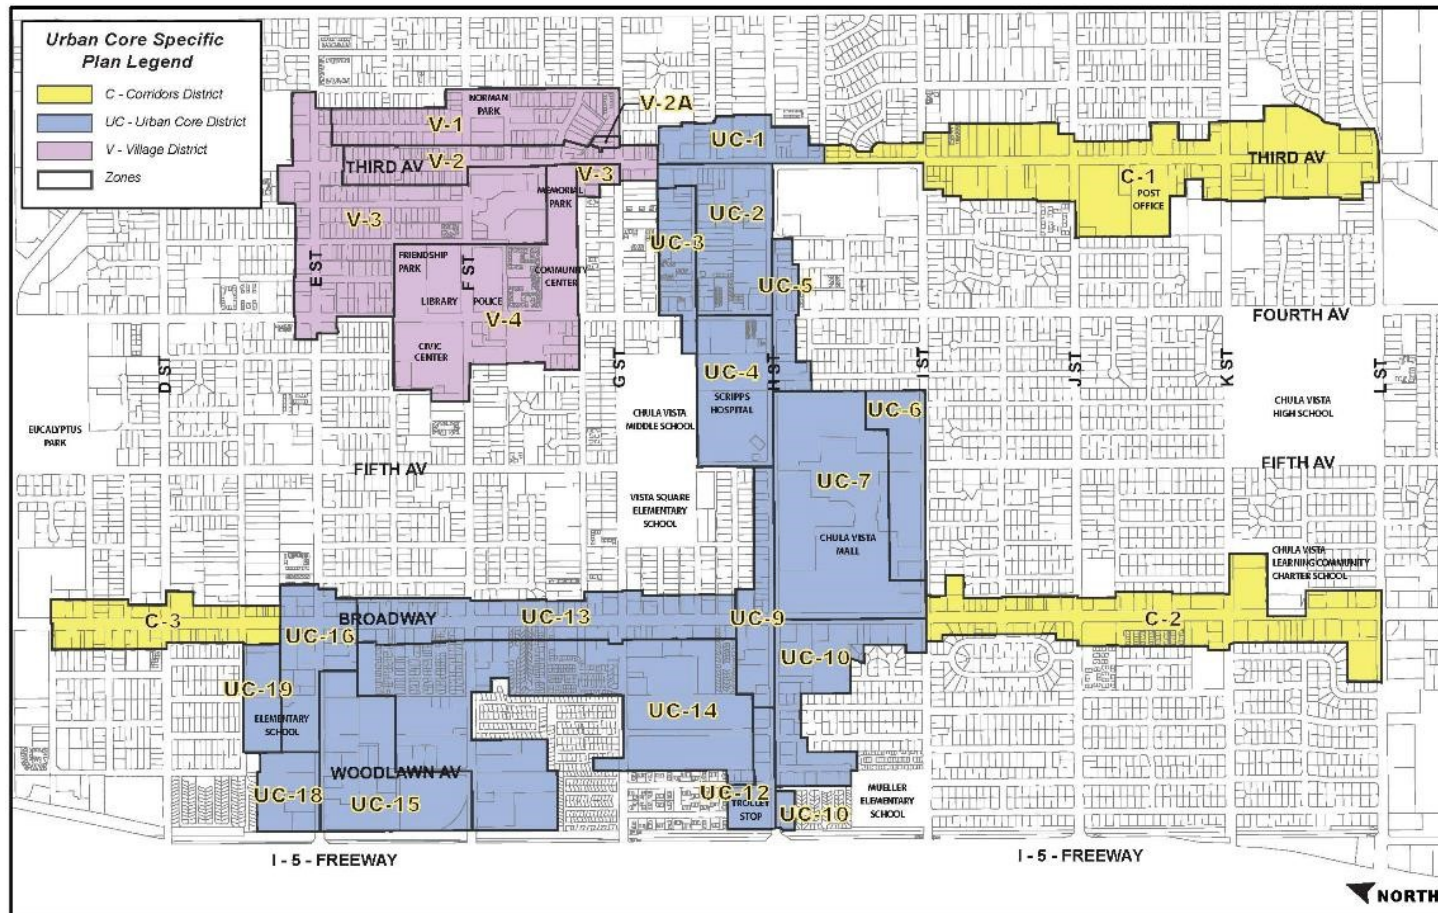 Urban Core Specific
Plan Legend
C - Corridors District
UC - Urban Core District
V - Village District
Zones
NORMAN
PARK
V-1
V-2A
V-2
THIRD AV
V-3
MEMORIAL
PARK
V-3
E ST
FRIENDSHIP
PARK
F ST
LIBRARY
POLICE
COMMUNITY
CENTER
V-4
CIVIC
CENTER
UC-1
UC-2
UC-3
UC-5
UC-4
SCRIPPS
HOSPITAL
H ST
UC-6
UC-7
CHULA VISTA
MALL
C-1
POST
OFFICE
THIRD AV
FOURTH AV
D ST
G ST
I ST
J ST
K ST
L ST
EUCALYPTUS
PARK
FIFTH AV
CHULA VISTA
MIDDLE SCHOOL
VISTA SQUARE
ELEMENTARY
SCHOOL
CHULA VISTA
HIGH SCHOOL
FIFTH AV
CHULA VISTA
LEARNING COMMUNITY
CHARTER SCHOOL
C-3
BROADWAY
UC-16
UC-13
UC-9
C-2
UC-10
UC-19
ELEMENTARY
SCHOOL
UC-14
WOODLAWN AV
UC-18
UC-15
UC-12
TROLLEY
STOP
UC-10
MUELLER
ELEMENTARY
SCHOOL
I - 5 - FREEWAY
I - 5 - FREEWAY
NORTH